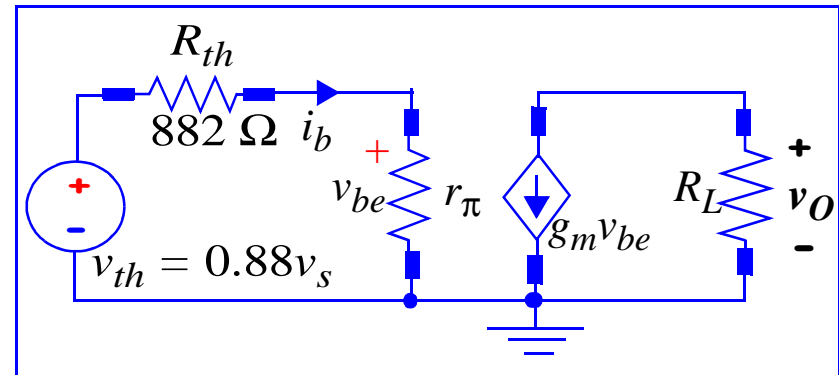 R_th
882 Ω
i_b
+
v_be
r_π
g_m v_be
R_L
+
v_O
-
+
-
v_th = 0.88v_s